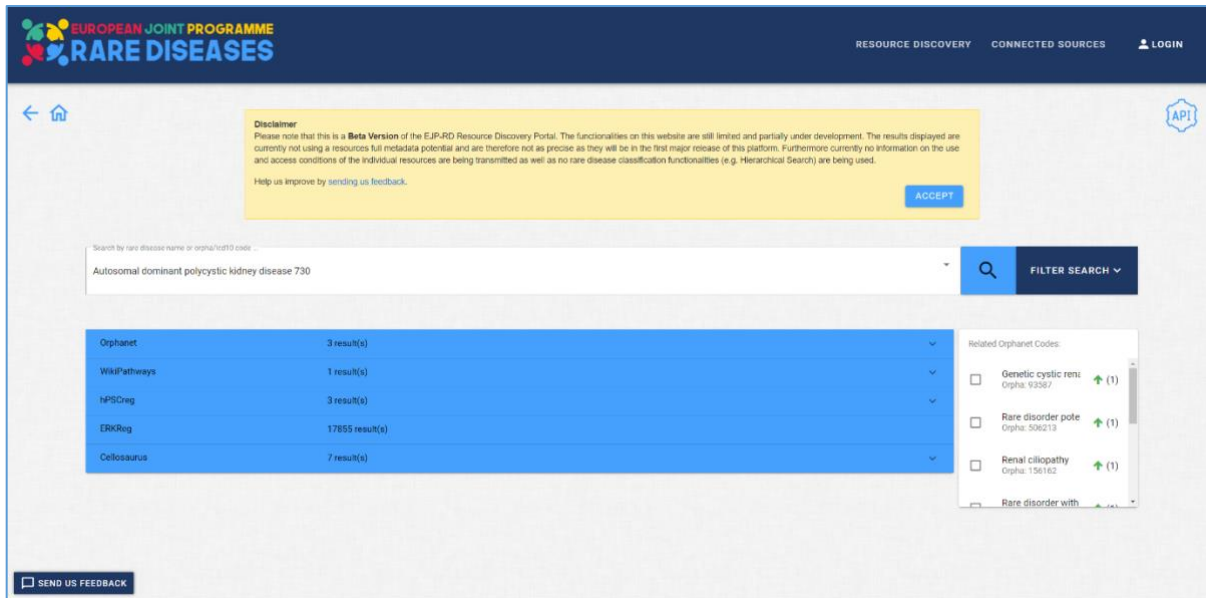 EUROPEAN JOINT PROGRAMME
RARE DISEASES
RESOURCE DISCOVERY
CONNECTED SOURCES
LOGIN
API
Disclaimer
Please note that this is a Beta Version of the EJP-RD Resource Discovery Portal. The functionalities on this website are still limited and partially under development. The results displayed are
currently not using a resources full metadata potential and are therefore not as precise as they will be in the first major release of this platform. Furthermore currently no information on the use
and access conditions of the individual resources are being transmitted as well as no rare disease classification functionalities (e.g. Hierarchical Search) are being used.
Help us improve by sending us feedback.
ACCEPT
Search by rare disease name or orpha/icd10 code ...
Autosomal dominant polycystic kidney disease 730
FILTER SEARCH
Orphanet 3 result(s)
WikiPathways 1 result(s)
hPSCreg 3 result(s)
ERKReg 17855 result(s)
Cellosaurus 7 result(s)
Related Orphanet Codes:
Genetic cystic rena
Orpha: 93587
(1)
Rare disorder pote
Orpha: 506213
(1)
Renal ciliopathy
Orpha: 156162
(1)
Rare disorder with
SEND US FEEDBACK